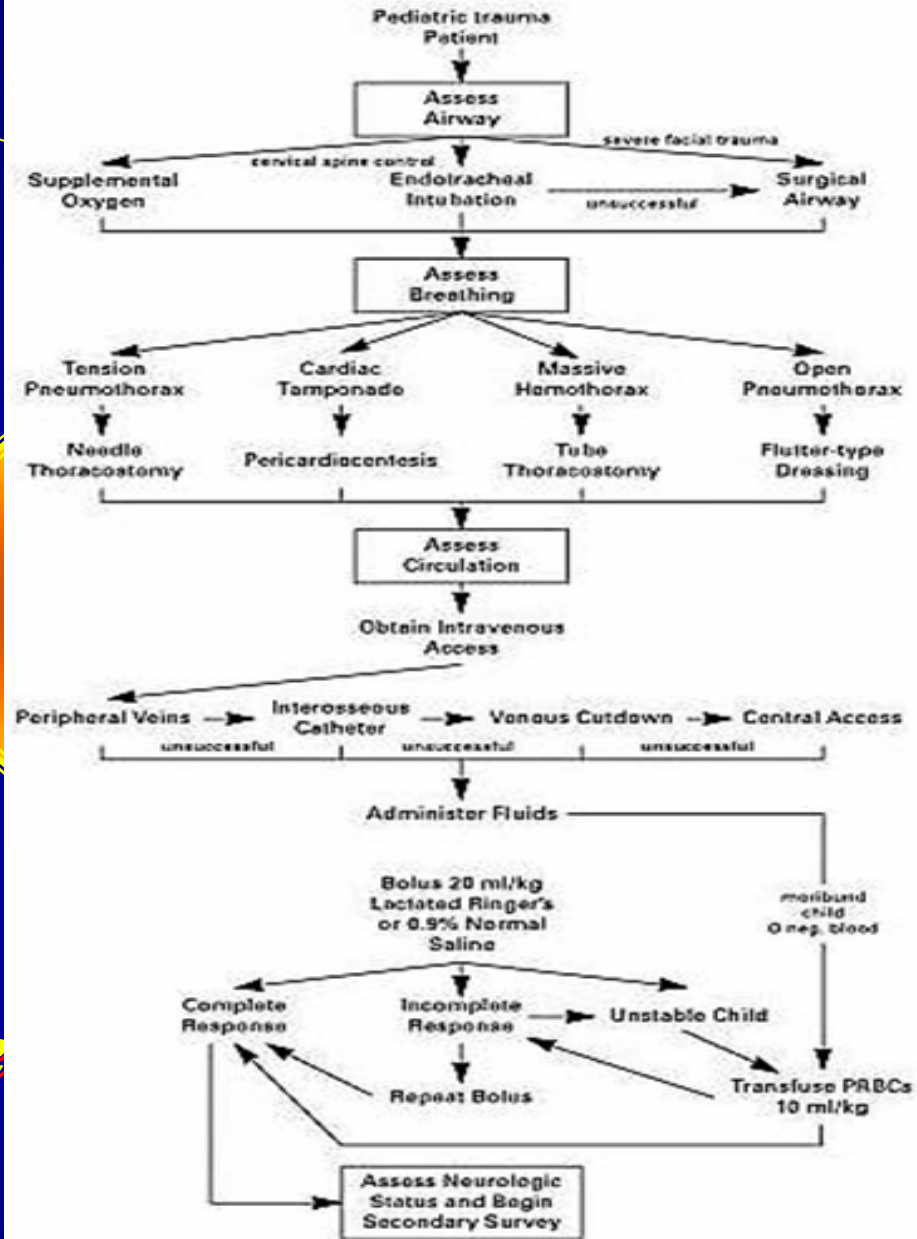 Pediatric trauma
Patient
Assess
Airway
severe facial trauma
cervical spine control
Supplemental
Oxygen
Endotracheal
Intubation
unsuccessful
Surgical
Airway
Assess
Breathing
Tension
Pneumothorax
Cardiac
Tamponade
Massive
Hemothorax
Open
Pneumothorax
Needle
Thoracostomy
Pericardiocentesis
Tube
Thoracostomy
Flutter-type
Dressing
Assess
Circulation
Obtain Intravenous
Access
Peripheral Veins
Interosseous
Catheter
Venous Cutdown
Central Access
unsuccessful
unsuccessful
unsuccessful
Administer Fluids
Bolus 20 ml/kg
Lactated Ringer's
or 0.9% Normal
Saline
moribund
child
O neg. blood
Complete
Response
Incomplete
Response
Unstable Child
Repeat Bolus
Transfuse PRBCs
10 ml/kg
Assess Neurologic
Status and Begin
Secondary Survey